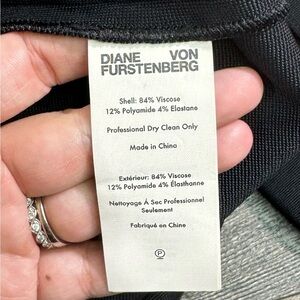 DIANE VON
FURSTENBERG
Shell: 84% Viscose
12% Polyamide 4% Elastane
Professional Dry Clean Only
Made in China
Extérieur: 84% Viscose
12% Polyamide 4% Élasthanne
Nettoyage À Sec Professionnel
Seulement
Fabriqué en Chine
P